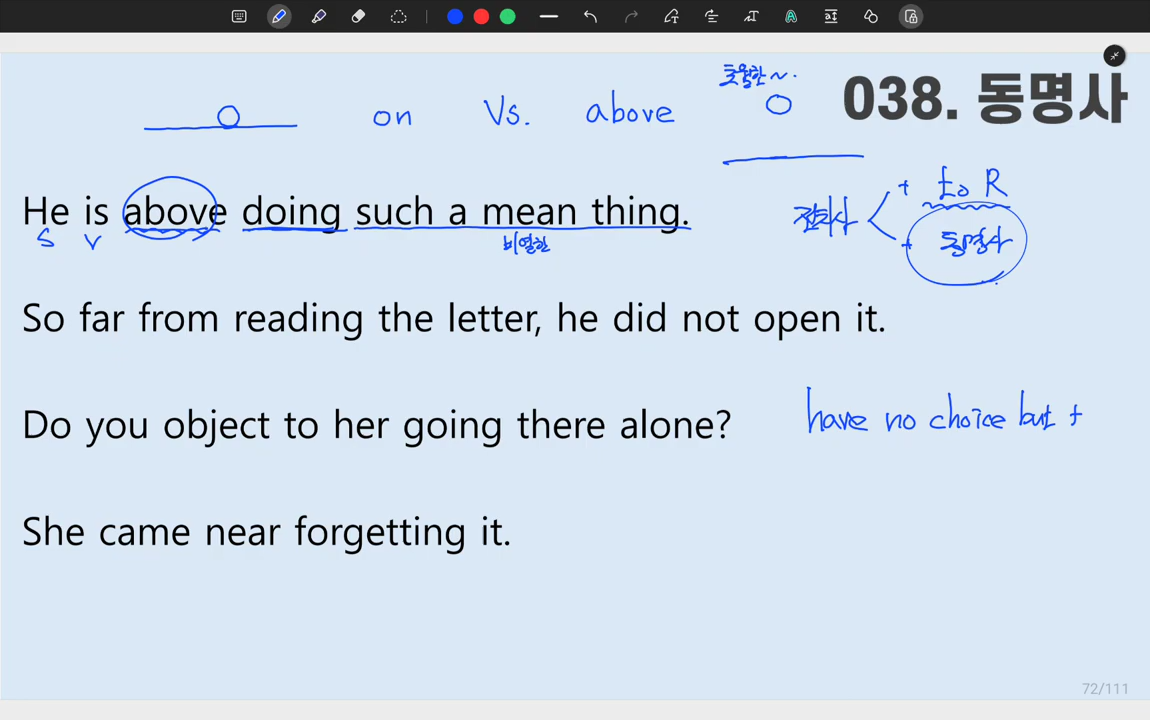 초월한~.
o on Vs. above o
038. 동명사
He is above doing such a mean thing.
S V 비열한
전치사 + to R
+ 동명사
So far from reading the letter, he did not open it.
have no choice but t
Do you object to her going there alone?
She came near forgetting it.
72/111